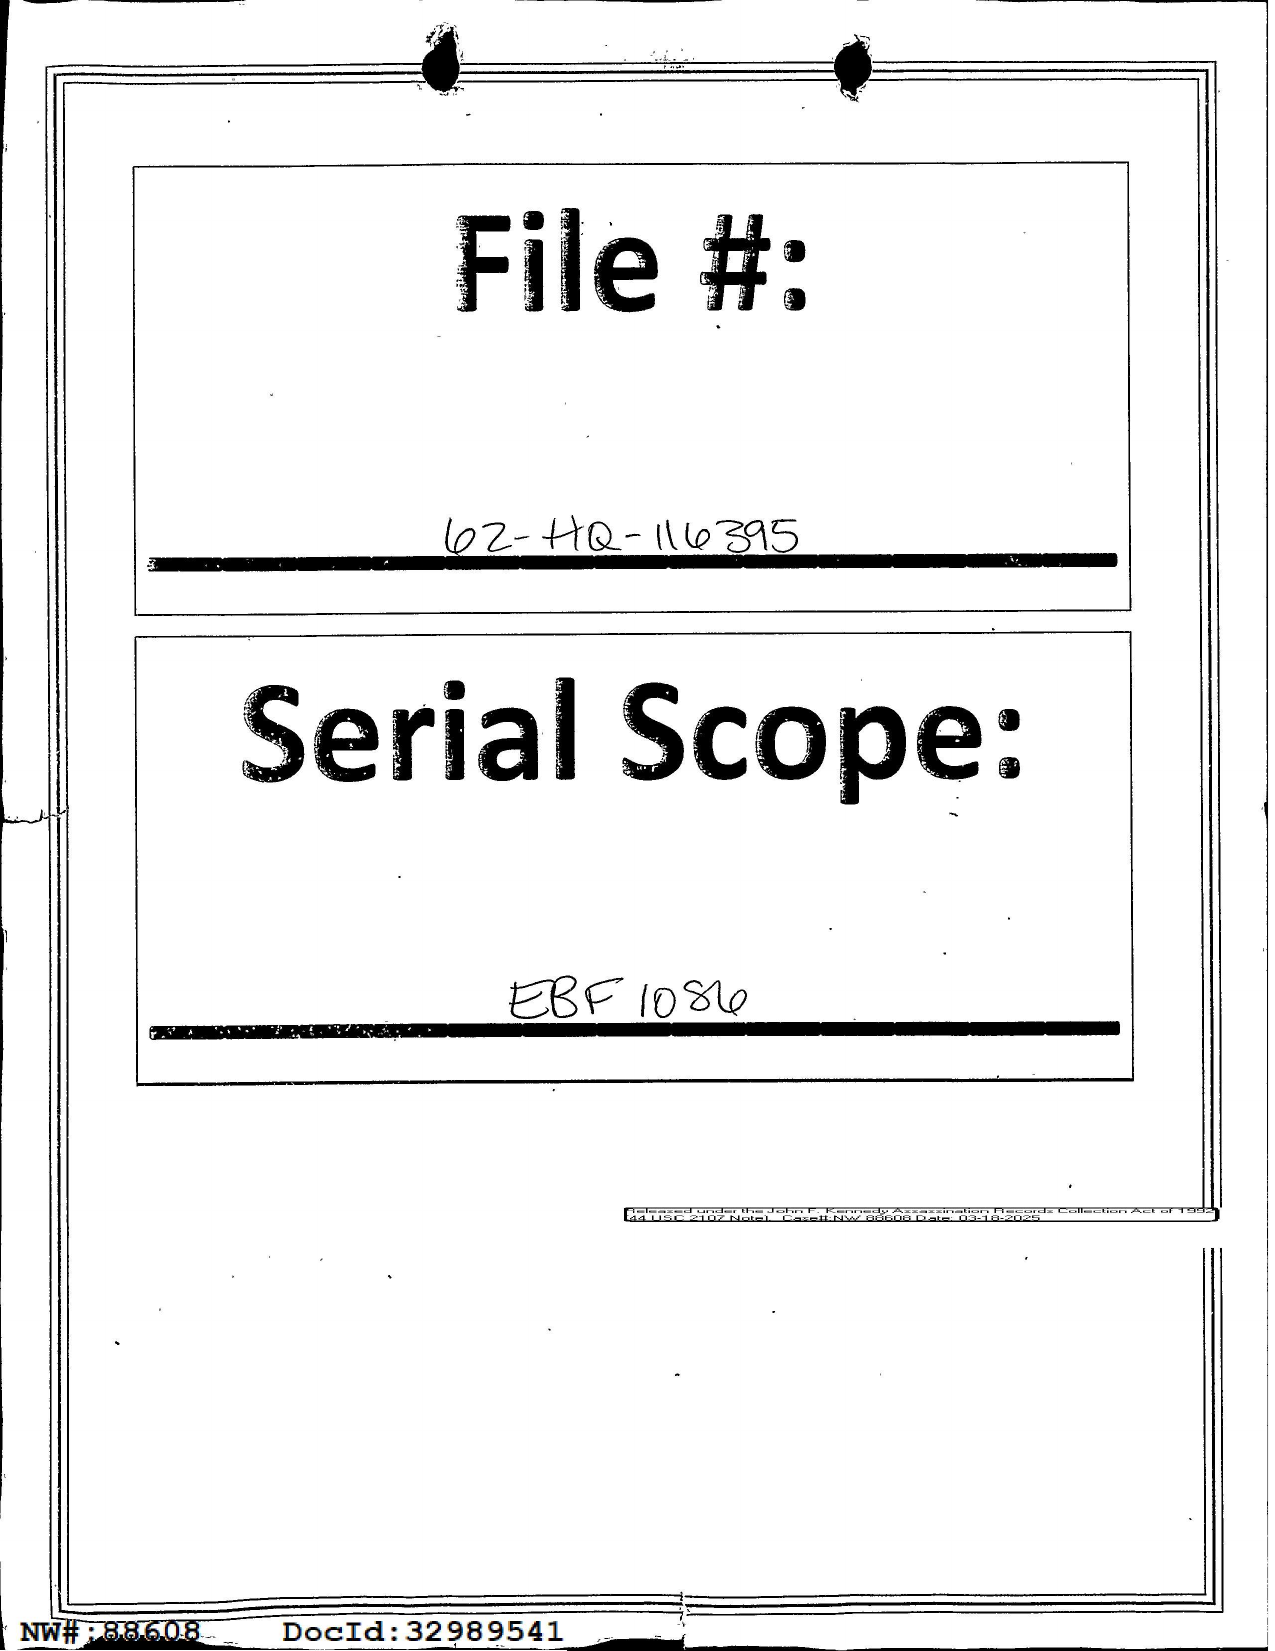 File #:
62-HQ-116395
Serial Scope:
EBF 1086
Released under the John F. Kennedy Assassination Records Collection Act of 1992
(44 USC 2107 Note). Case#:NW 88608 Date: 03-18-2025
NW#:88608 DocId:32989541